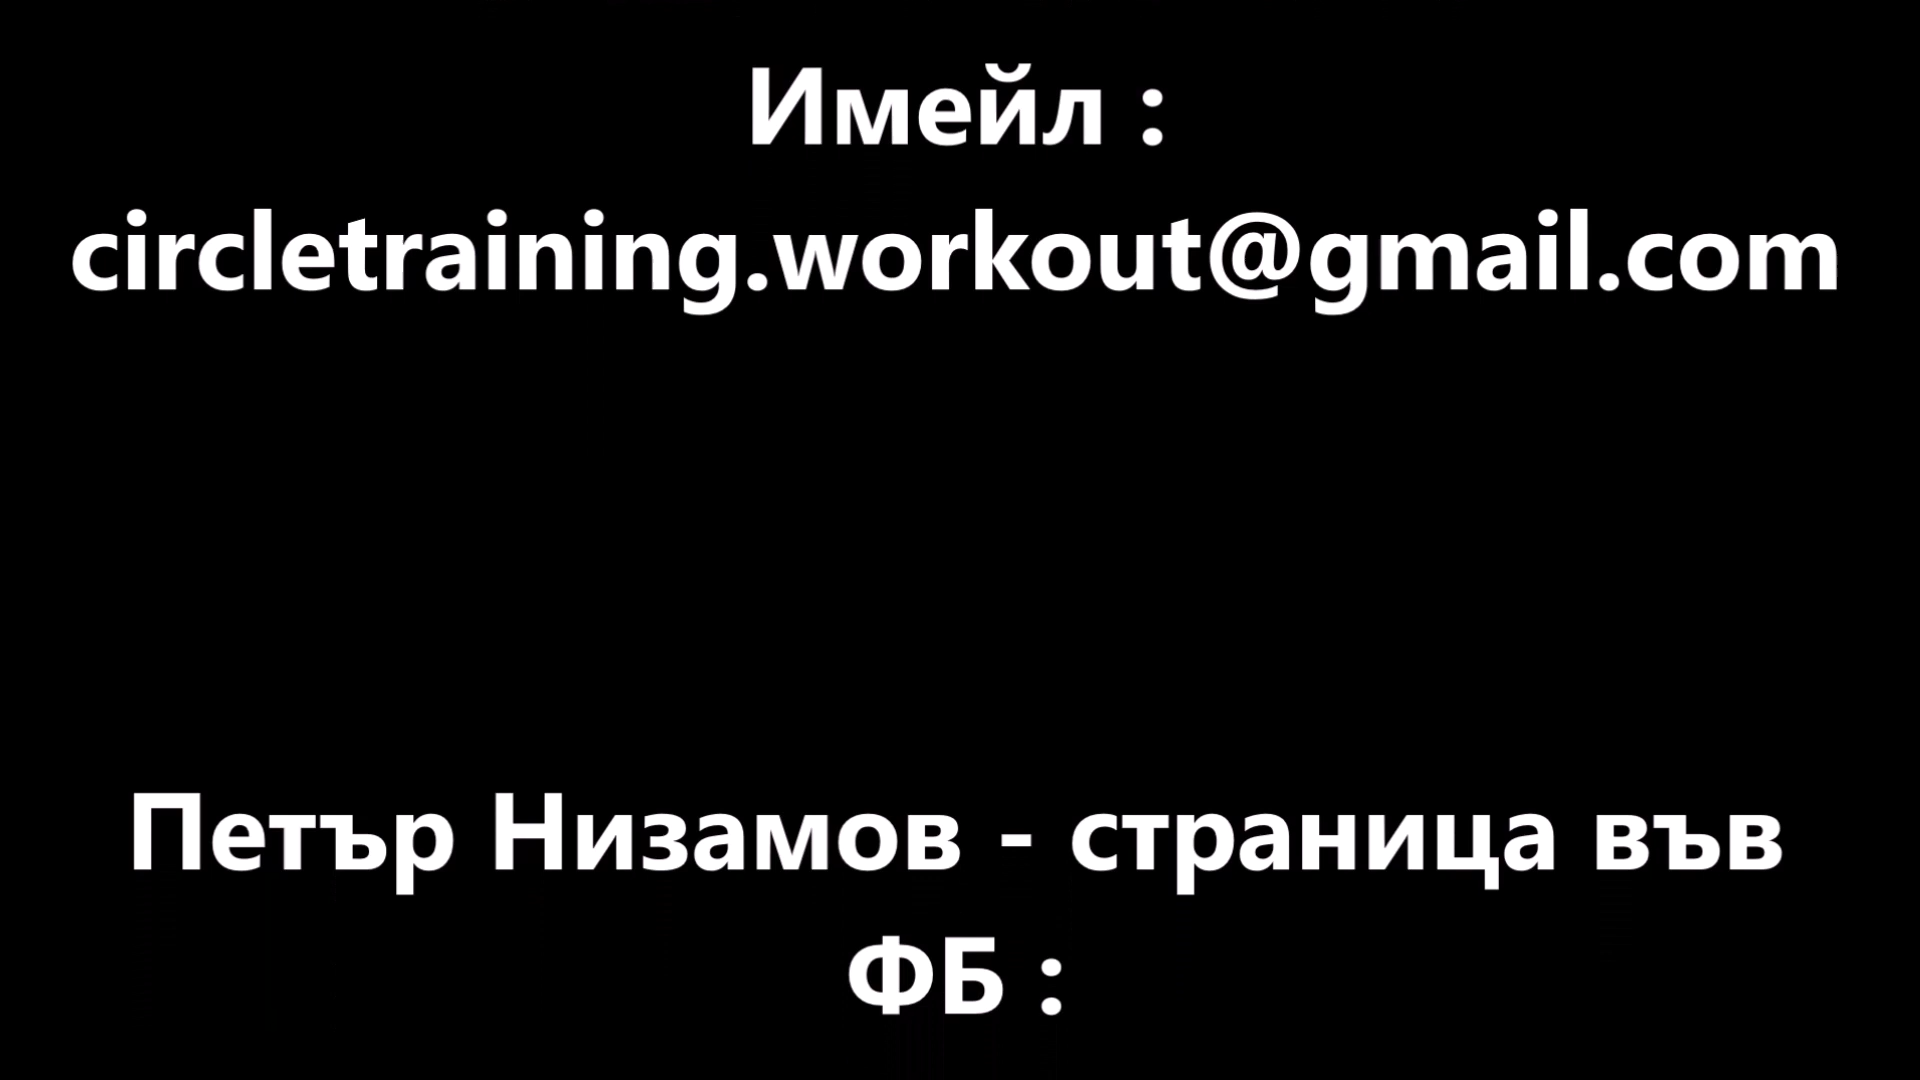 Имейл :
circletraining.workout@gmail.com
Петър Низамов - страница във
ФБ :